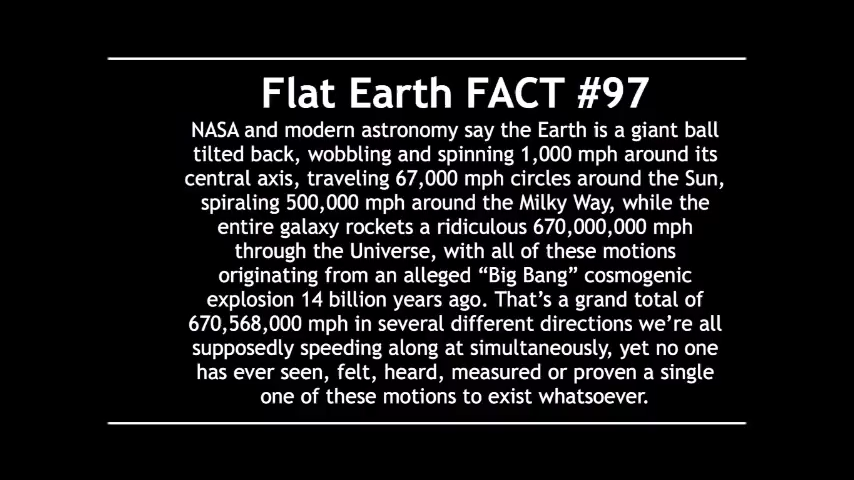 Flat Earth FACT #97
NASA and modern astronomy say the Earth is a giant ball
tilted back, wobbling and spinning 1,000 mph around its
central axis, traveling 67,000 mph circles around the Sun,
spiraling 500,000 mph around the Milky Way, while the
entire galaxy rockets a ridiculous 670,000,000 mph
through the Universe, with all of these motions
originating from an alleged “Big Bang” cosmogenic
explosion 14 billion years ago. That’s a grand total of
670,568,000 mph in several different directions we’re all
supposedly speeding along at simultaneously, yet no one
has ever seen, felt, heard, measured or proven a single
one of these motions to exist whatsoever.